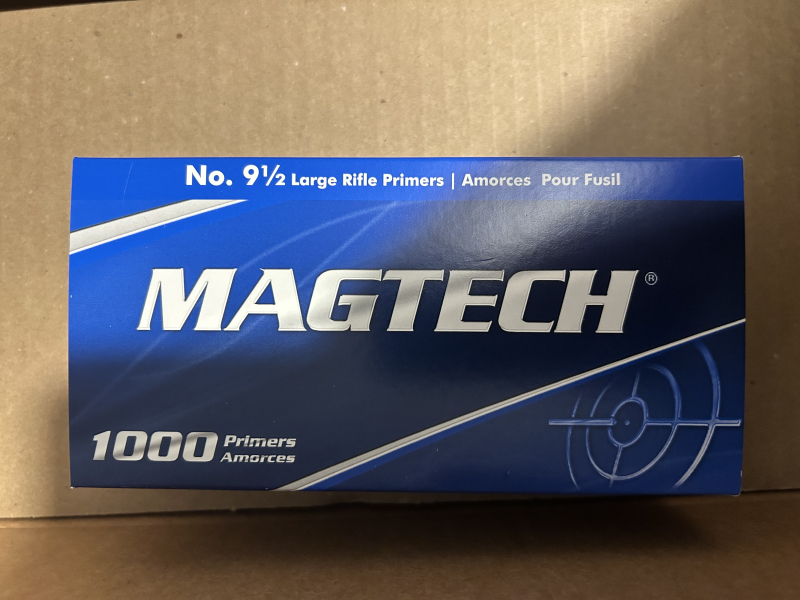 No. 9½ Large Rifle Primers | Amorces Pour Fusil
MAGTECH®
1000 Primers
Amorces